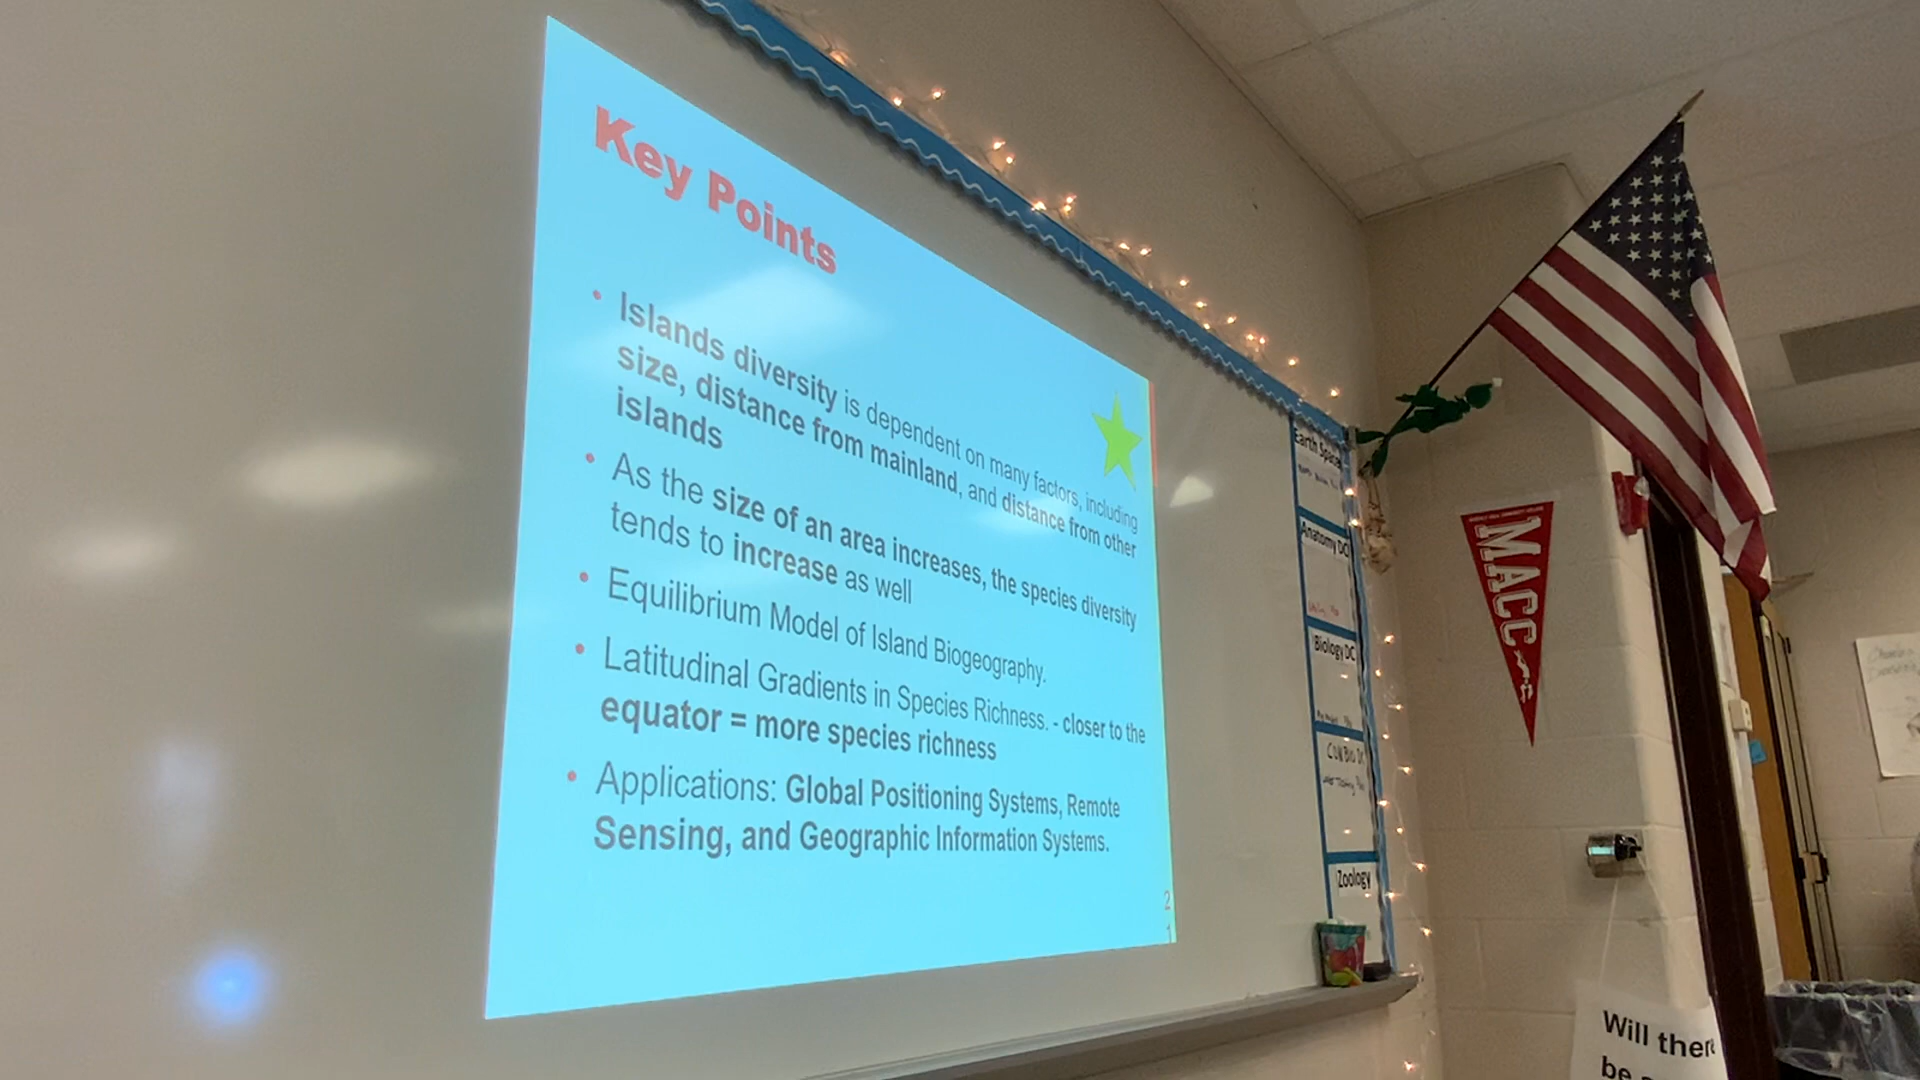 Key Points
• Islands diversity is dependent on many factors, including
size, distance from mainland, and distance from other
islands
• As the size of an area increases, the species diversity
tends to increase as well
• Equilibrium Model of Island Biogeography.
• Latitudinal Gradients in Species Richness. - closer to the
equator = more species richness
• Applications: Global Positioning Systems, Remote
Sensing, and Geographic Information Systems.
2
1
Earth Space
Anatomy DC
Biology DC
Zoology
MACC
Will there
be